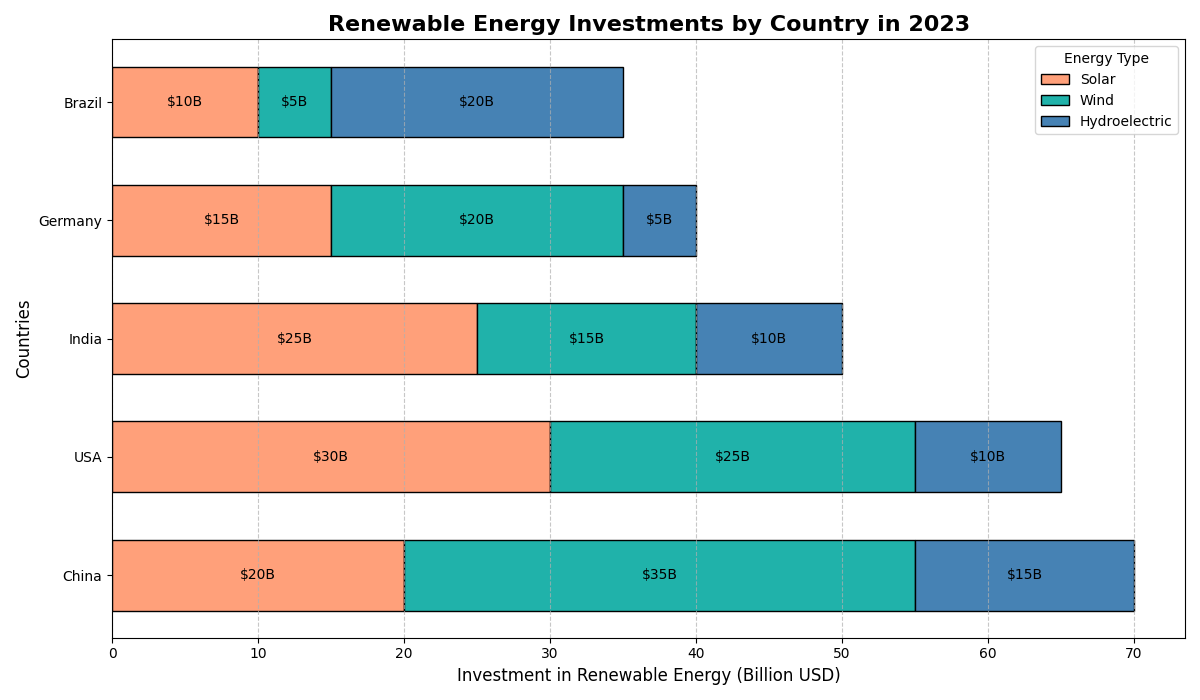 Renewable Energy Investments by Country in 2023
Energy Type
Solar
Wind
Hydroelectric
Countries
Brazil
$10B
$5B
$20B
Germany
$15B
$20B
$5B
India
$25B
$15B
$10B
USA
$30B
$25B
$10B
China
$20B
$35B
$15B
0 10 20 30 40 50 60 70
Investment in Renewable Energy (Billion USD)